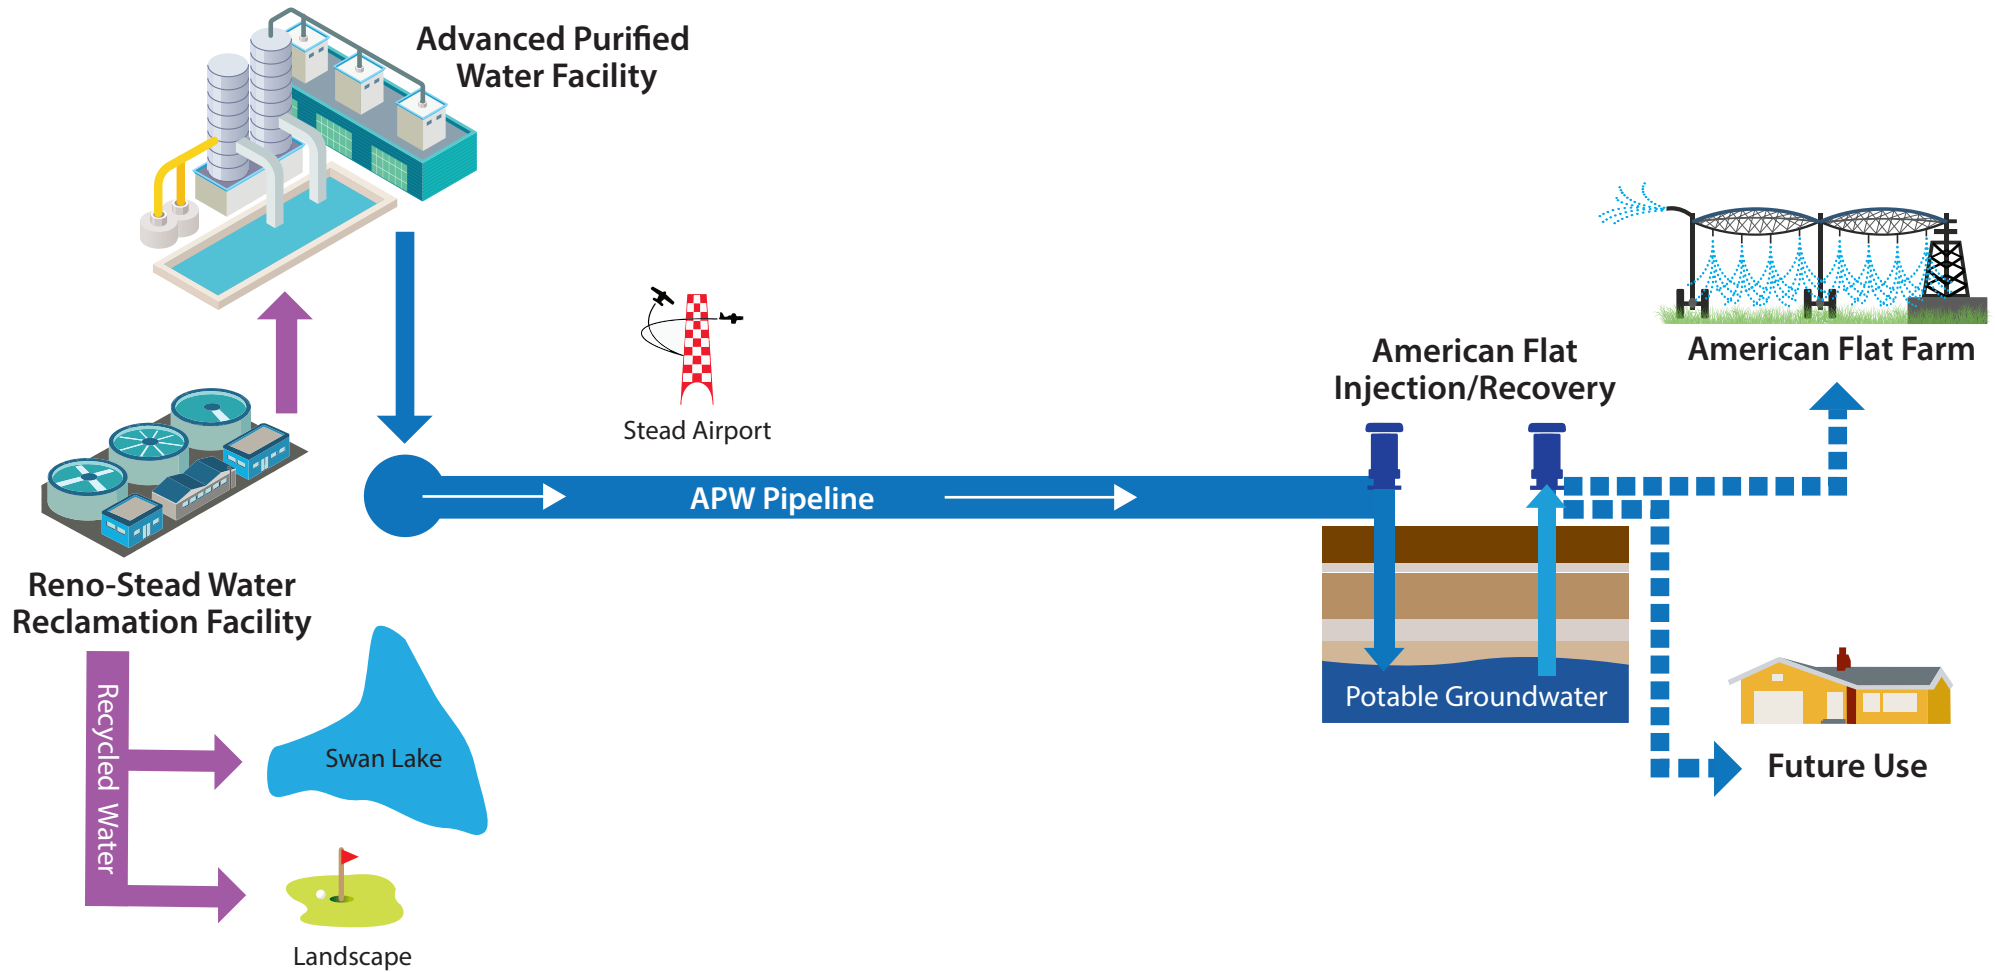 Advanced Purified
Water Facility
Stead Airport
American Flat
Injection/Recovery
American Flat Farm
APW Pipeline
Reno-Stead Water
Reclamation Facility
Recycled Water
Swan Lake
Landscape
Potable Groundwater
Future Use